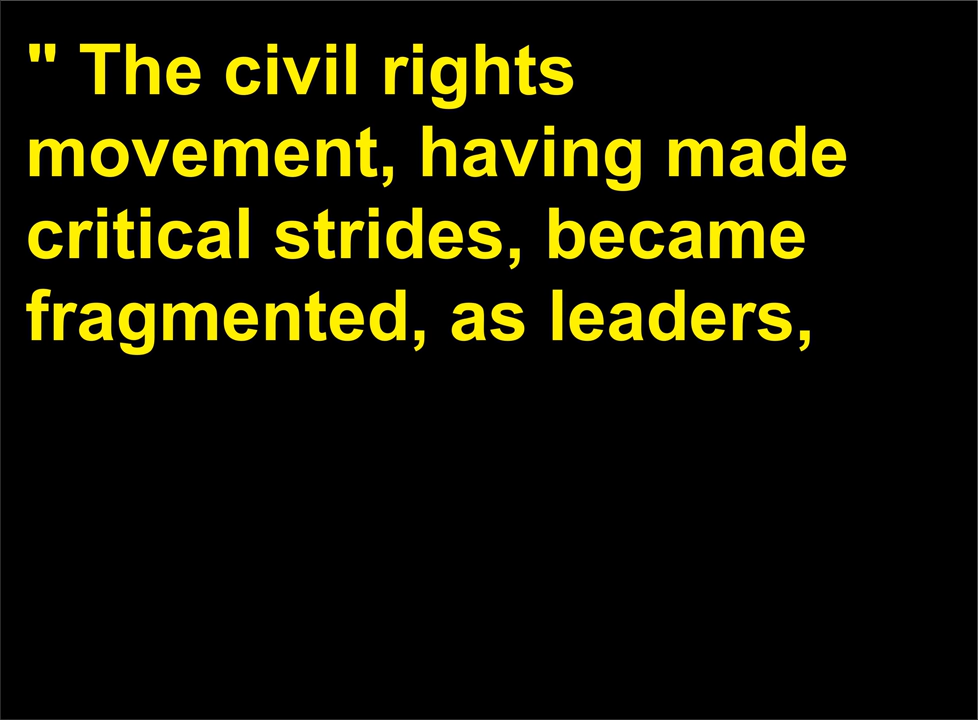 " The civil rights
movement, having made
critical strides, became
fragmented, as leaders,